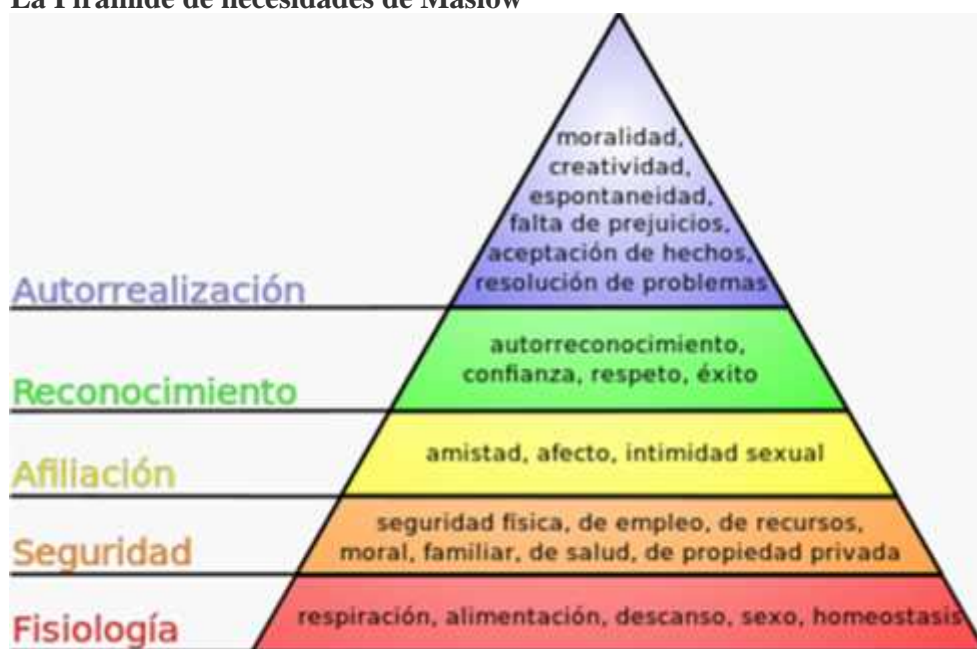 La Pirámide de necesidades de Maslow
moralidad,
creatividad,
espontaneidad,
falta de prejuicios,
aceptación de hechos,
resolución de problemas
Autorrealización
autorreconocimiento,
confianza, respeto, éxito
Reconocimiento
amistad, afecto, intimidad sexual
Afiliación
seguridad física, de empleo, de recursos,
moral, familiar, de salud, de propiedad privada
Seguridad
respiración, alimentación, descanso, sexo, homeostasis
Fisiología